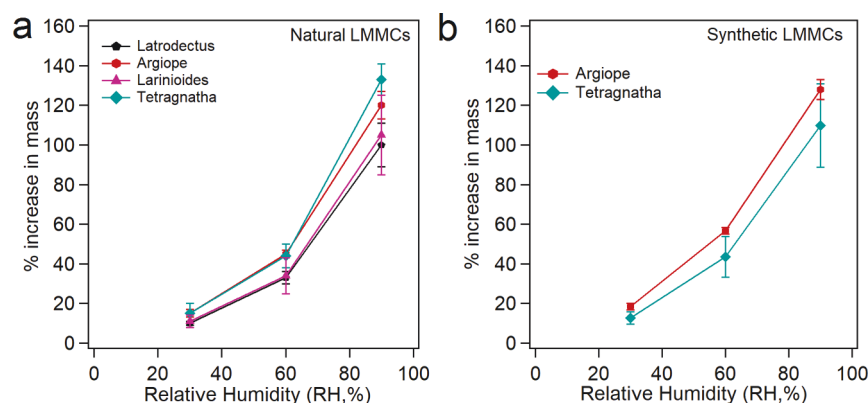 a
Natural LMMCs
Latrodectus
Argiope
Larinioides
Tetragnatha
% increase in mass
160
140
120
100
80
60
40
20
0
0 20 40 60 80 100
Relative Humidity (RH,%)
b
Synthetic LMMCs
Argiope
Tetragnatha
% increase in mass
160
140
120
100
80
60
40
20
0
0 20 40 60 80 100
Relative Humidity (RH,%)